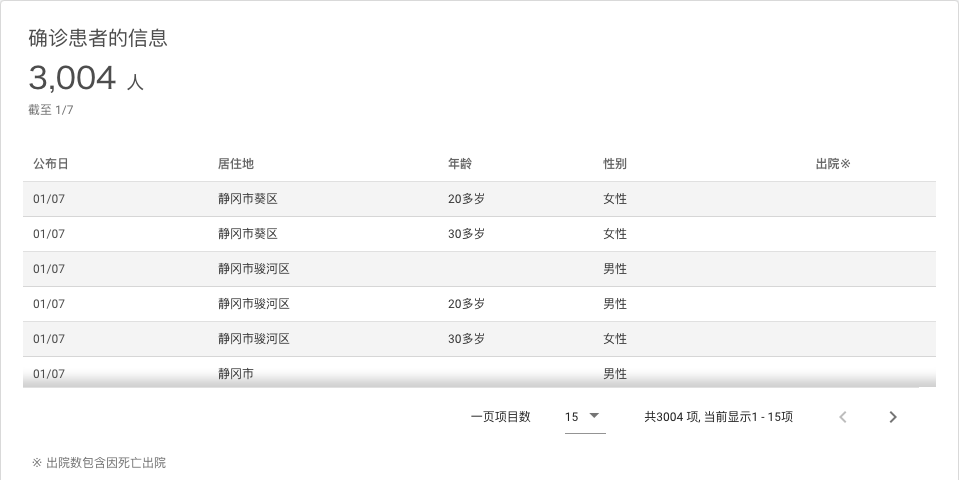 确诊患者的信息
3,004 人
截至 1/7
公布日 居住地 年龄 性别 出院※
01/07 静冈市葵区 20多岁 女性
01/07 静冈市葵区 30多岁 女性
01/07 静冈市骏河区 男性
01/07 静冈市骏河区 20多岁 男性
01/07 静冈市骏河区 30多岁 女性
01/07 静冈市 男性
一页项目数 15 共3004 项, 当前显示1 - 15项
※ 出院数包含因死亡出院